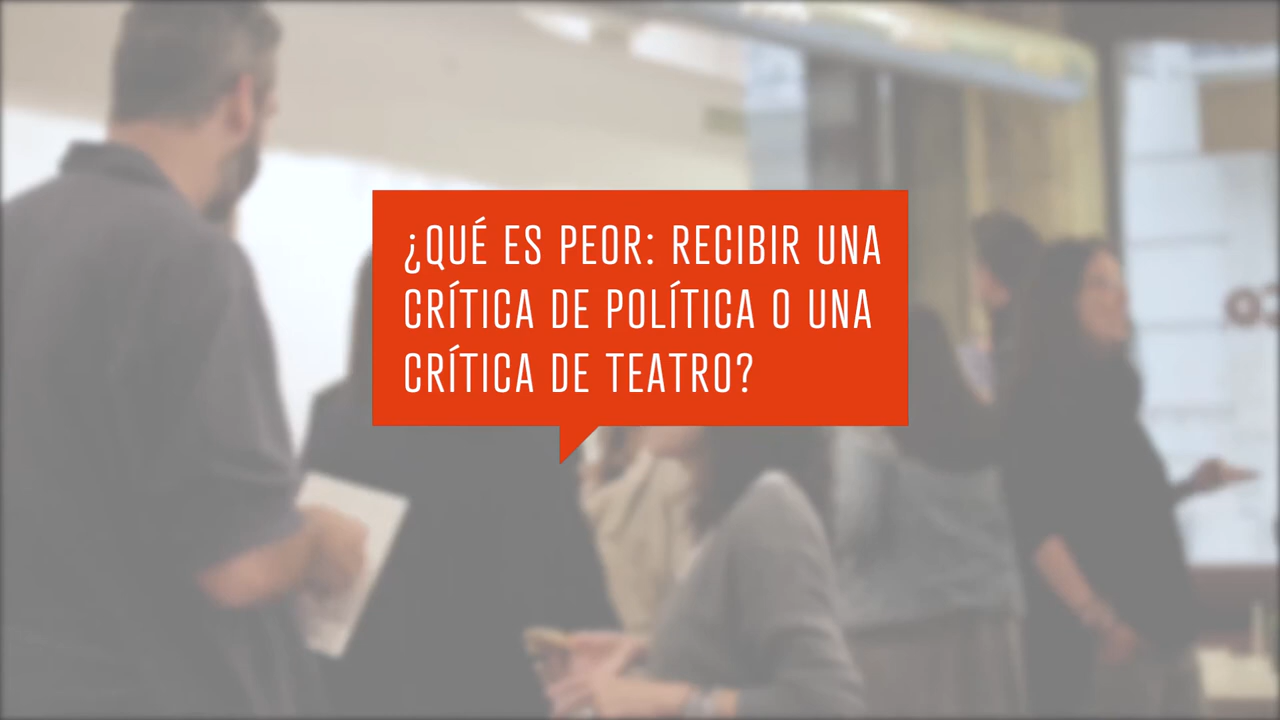 ¿QUÉ ES PEOR: RECIBIR UNA
CRÍTICA DE POLÍTICA O UNA
CRÍTICA DE TEATRO?